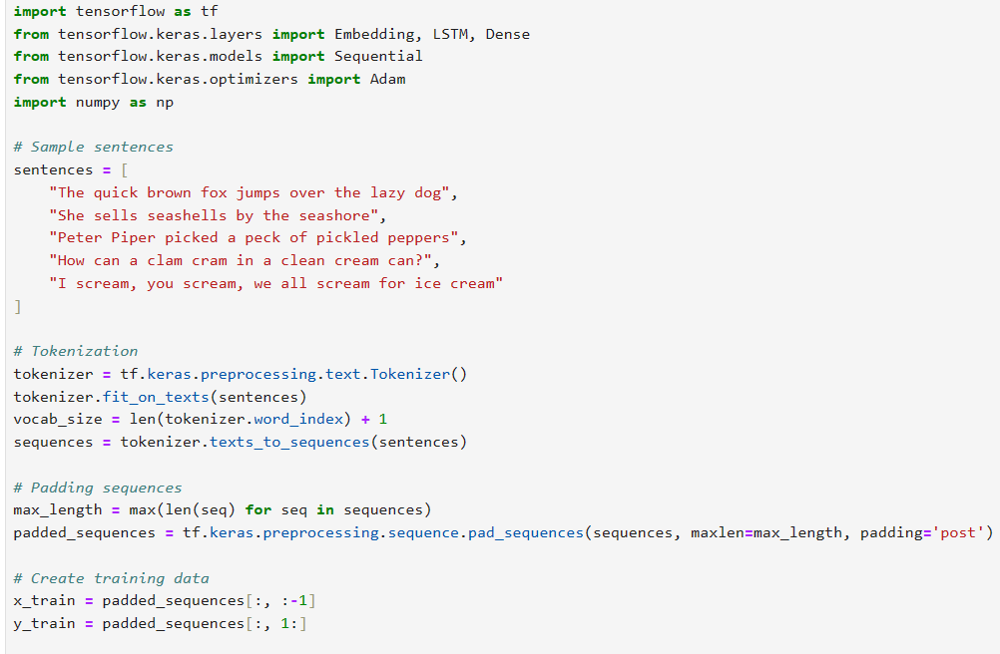 import tensorflow as tf
from tensorflow.keras.layers import Embedding, LSTM, Dense
from tensorflow.keras.models import Sequential
from tensorflow.keras.optimizers import Adam
import numpy as np

# Sample sentences
sentences = [
    "The quick brown fox jumps over the lazy dog",
    "She sells seashells by the seashore",
    "Peter Piper picked a peck of pickled peppers",
    "How can a clam cram in a clean cream can?",
    "I scream, you scream, we all scream for ice cream"
]

# Tokenization
tokenizer = tf.keras.preprocessing.text.Tokenizer()
tokenizer.fit_on_texts(sentences)
vocab_size = len(tokenizer.word_index) + 1
sequences = tokenizer.texts_to_sequences(sentences)

# Padding sequences
max_length = max(len(seq) for seq in sequences)
padded_sequences = tf.keras.preprocessing.sequence.pad_sequences(sequences, maxlen=max_length, padding='post')

# Create training data
x_train = padded_sequences[:, :-1]
y_train = padded_sequences[:, 1:]